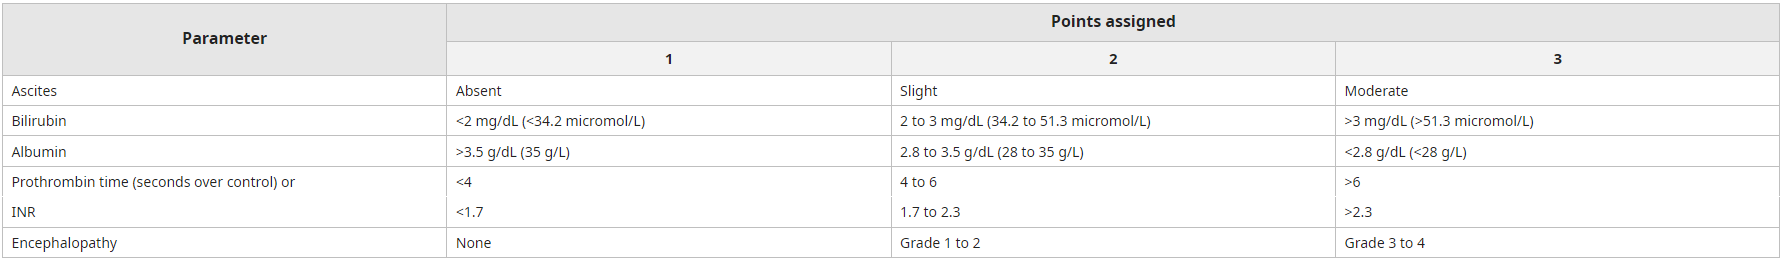 Parameter Points assigned
1 2 3
Ascites Absent Slight Moderate
Bilirubin <2 mg/dL (<34.2 micromol/L) 2 to 3 mg/dL (34.2 to 51.3 micromol/L) >3 mg/dL (>51.3 micromol/L)
Albumin >3.5 g/dL (35 g/L) 2.8 to 3.5 g/dL (28 to 35 g/L) <2.8 g/dL (<28 g/L)
Prothrombin time (seconds over control) or <4 4 to 6 >6
INR <1.7 1.7 to 2.3 >2.3
Encephalopathy None Grade 1 to 2 Grade 3 to 4